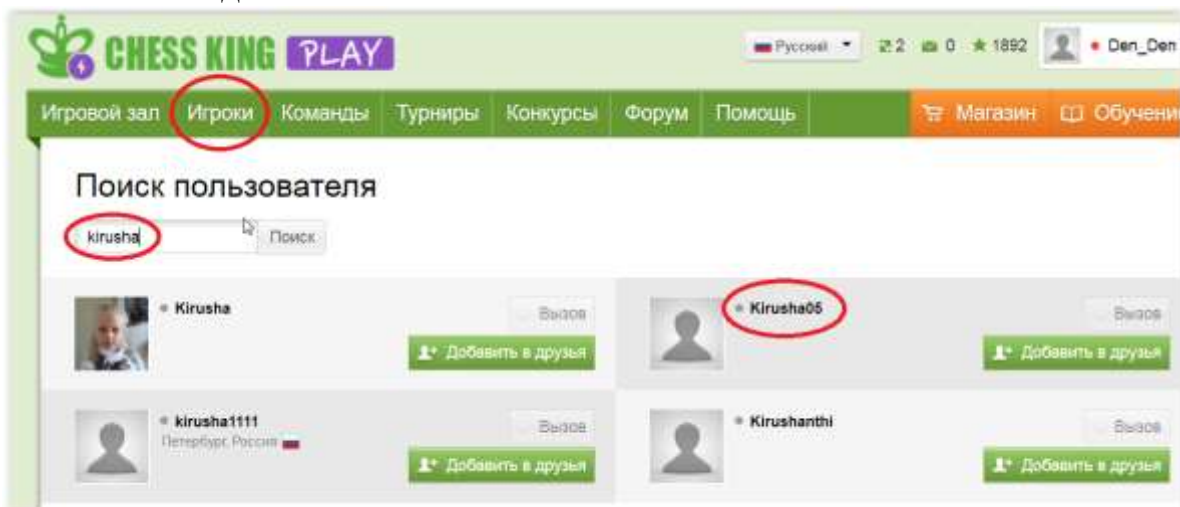 CHESS KING PLAY
Русский 2 0 1892 Den_Den
Игровой зал Игроки Команды Турниры Конкурсы Форум Помощь Магазин Обучени
Поиск пользователя
kirusha Поиск
Kirusha Вызов Kirusha05 Вызов
Добавить в друзья Добавить в друзья
kirusha1111 Вызов Kirushanthi Вызов
Петербург, Россия
Добавить в друзья Добавить в друзья